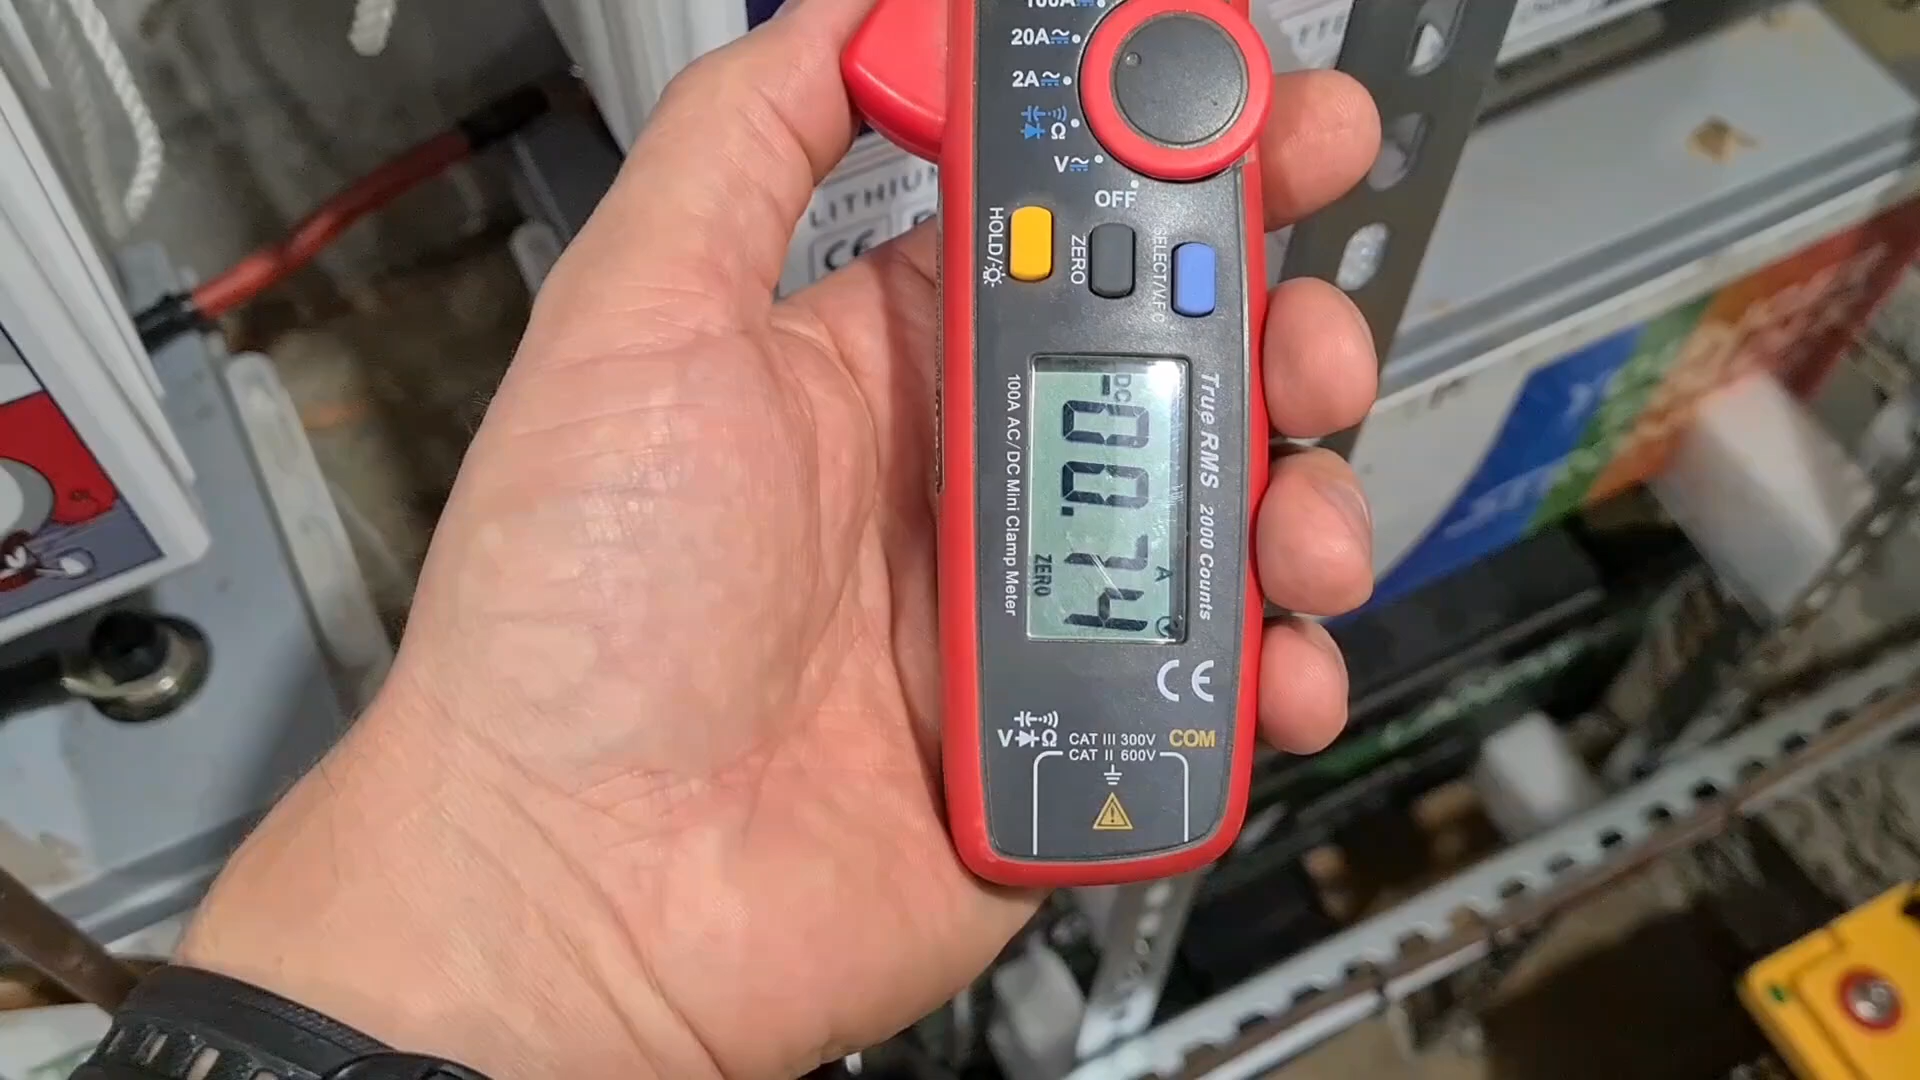 100A
20A
2A
Ω
V
OFF
HOLD/
ZERO
SELECT/V.F.C
DC
-00.74
A
ZERO
True RMS 2000 Counts
100A AC/DC Mini Clamp Meter
CE
VΩ
CAT III 300V
CAT II 600V
COM
LITHIUM
CE